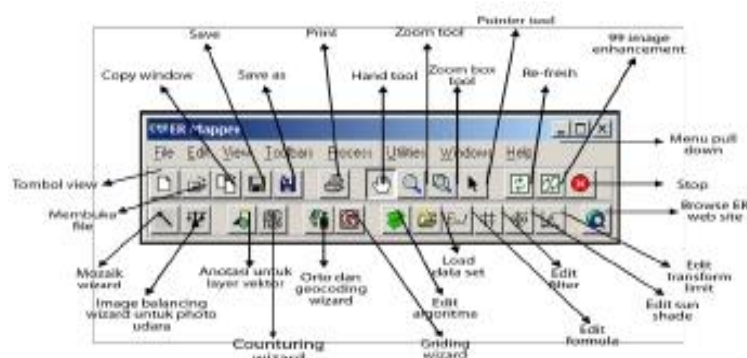 Pointer tool
Save
Print
Zoom tool
99 image
enhancement
Copy window
Save as
Hand tool
Zoom box
tool
Re-fresh
ER Mapper
Menu pull
down
File Edit View Toolbars Process Utilities Windows Help
Tombol view
Stop
Membuka
file
Browse ER
web site
Mozaik
wizard
Anotasi untuk
layer vektor
Orto dan
geocoding
wizard
Load
data set
Edit
filter
Edit
transform
limit
Image balancing
wizard untuk photo
udara
Edit
algoritma
Edit sun
shade
Counturing
wizard
Griding
wizard
Edit
formula